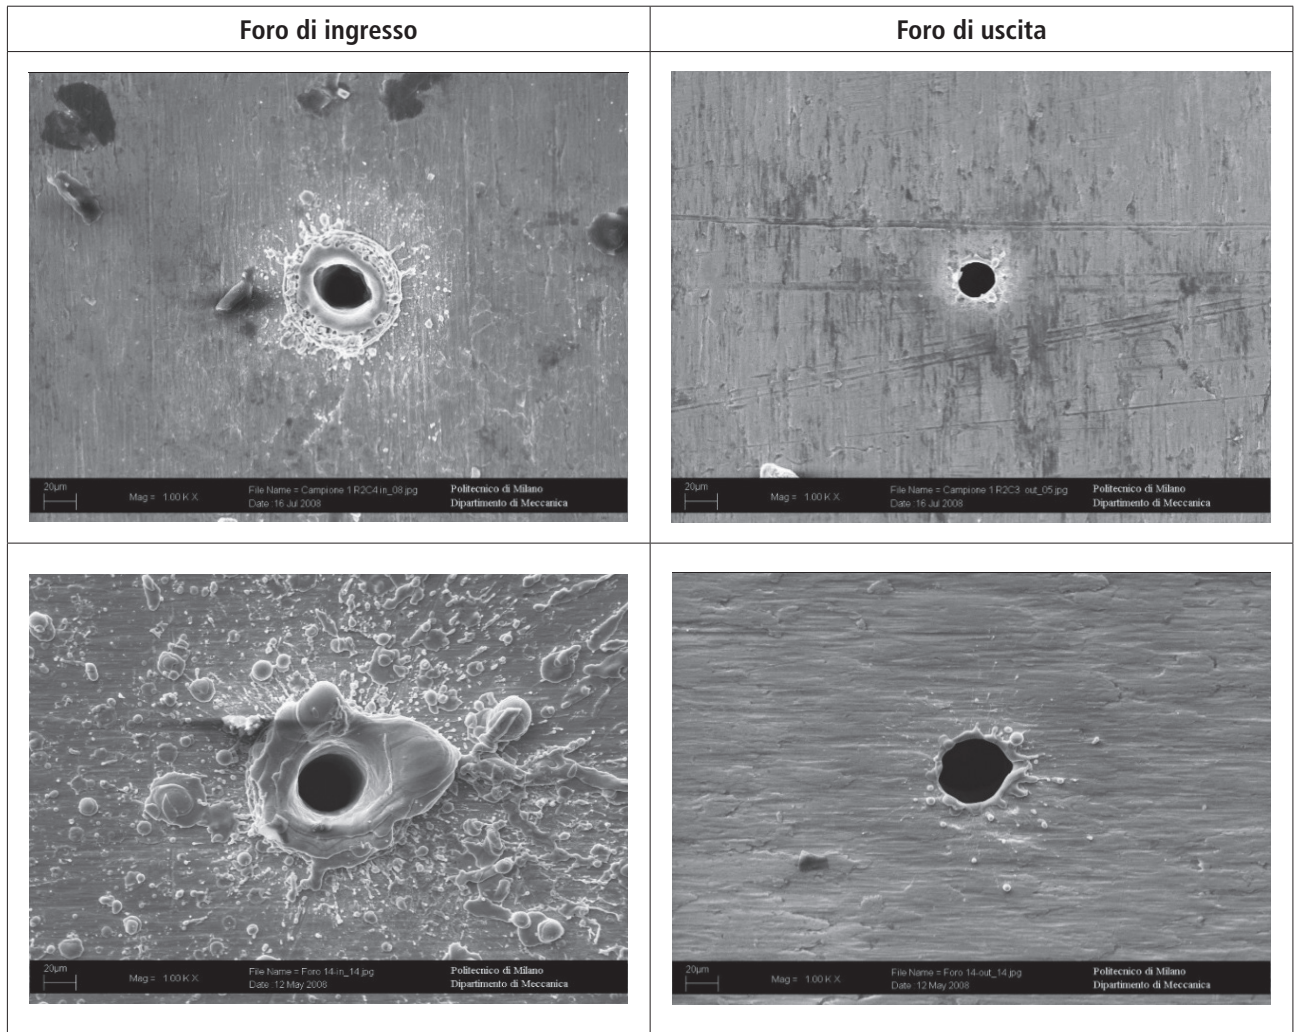 Foro di ingresso
Foro di uscita
20µm
Mag = 1.00 K X
File Name = Campione 1 R2C4 in_08.jpg
Date :16 Jul 2008
Politecnico di Milano
Dipartimento di Meccanica
20µm
Mag = 1.00 K X
File Name = Campione 1 R2C3 out_05.jpg
Date :16 Jul 2008
Politecnico di Milano
Dipartimento di Meccanica
20µm
Mag = 1.00 K X
File Name = Foro 14-in_14.jpg
Date :12 May 2008
Politecnico di Milano
Dipartimento di Meccanica
20µm
Mag = 1.00 K X
File Name = Foro 14-out_14.jpg
Date :12 May 2008
Politecnico di Milano
Dipartimento di Meccanica